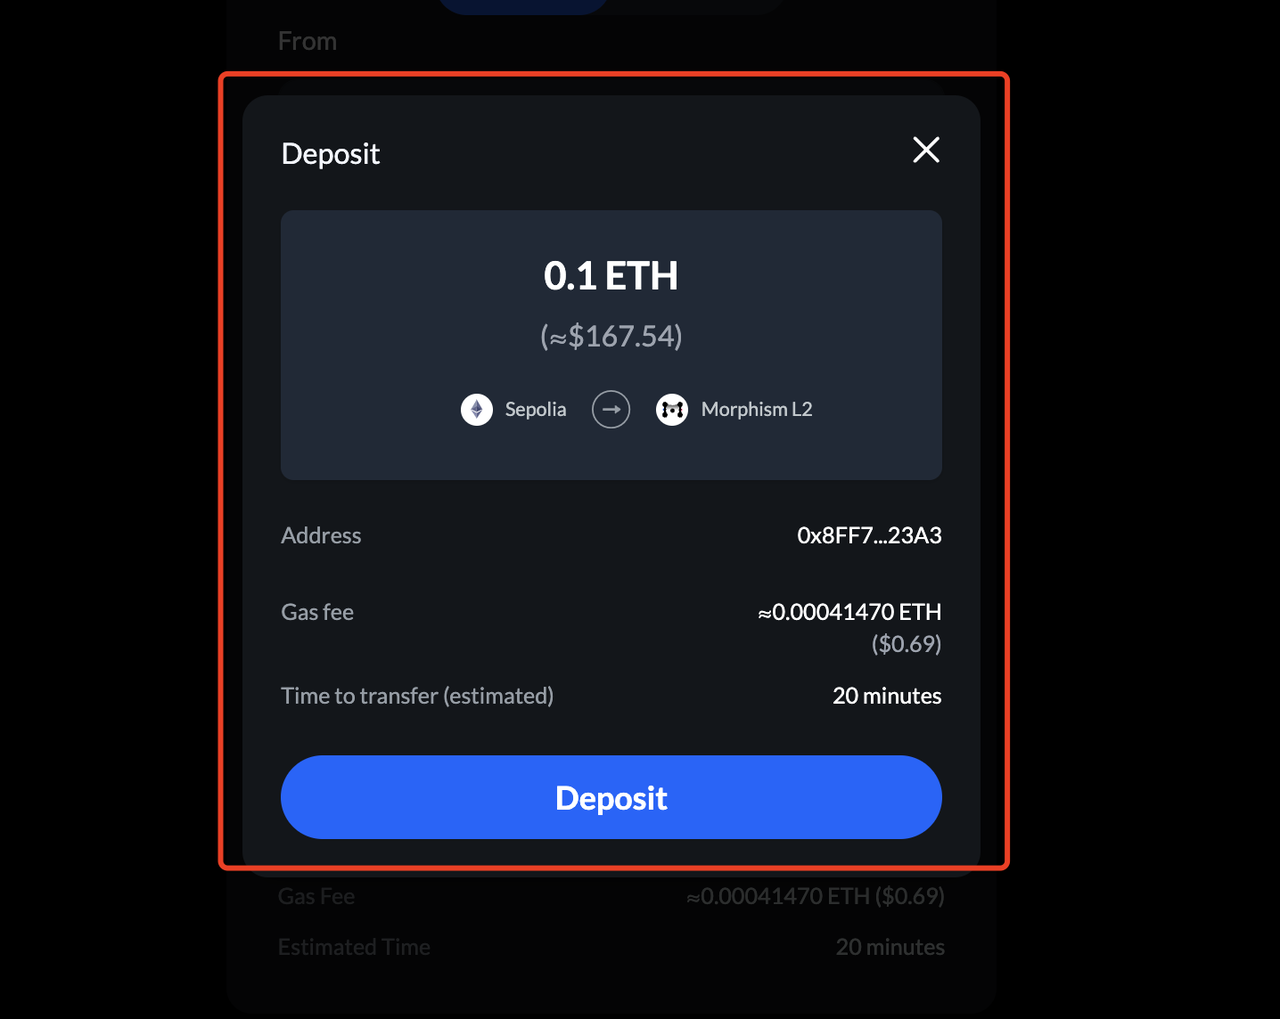 From
Deposit
0.1 ETH
(≈$167.54)
Sepolia → Morphism L2
Address 0x8FF7...23A3
Gas fee ≈0.00041470 ETH
($0.69)
Time to transfer (estimated) 20 minutes
Deposit
Gas Fee ≈0.00041470 ETH ($0.69)
Estimated Time 20 minutes